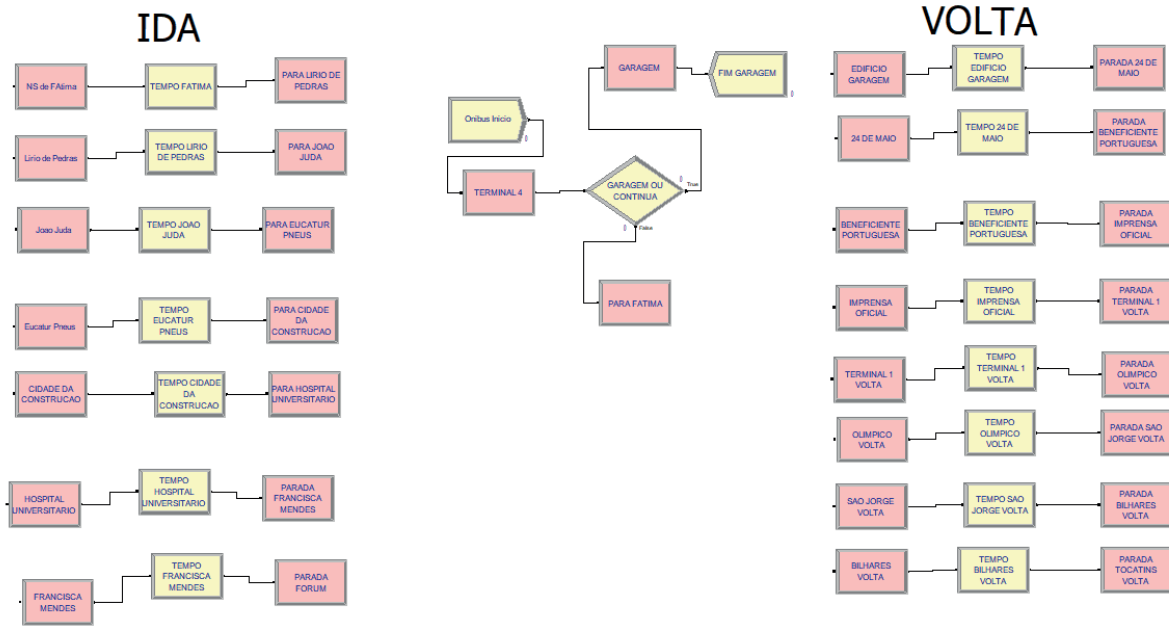 IDA
NS de FAtima
TEMPO FATIMA
PARA LIRIO DE
PEDRAS
Lirio de Pedras
TEMPO LIRIO
DE PEDRAS
PARA JOAO
JUDA
Joao Juda
TEMPO JOAO
JUDA
PARA EUCATUR
PNEUS
Eucatur Pneus
TEMPO
EUCATUR
PNEUS
PARA CIDADE
DA
CONSTRUCAO
CIDADE DA
CONSTRUCAO
TEMPO CIDADE
DA
CONSTRUCAO
PARA HOSPITAL
UNIVERSITARIO
HOSPITAL
UNIVERSITARIO
TEMPO
HOSPITAL
UNIVERSITARIO
PARADA
FRANCISCA
MENDES
FRANCISCA
MENDES
TEMPO
FRANCISCA
MENDES
PARADA
FORUM
GARAGEM
FIM GARAGEM
0
Onibus Inicio
0
TERMINAL 4
GARAGEM OU
CONTINUA
0
True
0
False
PARA FATIMA
VOLTA
EDIFICIO
GARAGEM
TEMPO
EDIFICIO
GARAGEM
PARADA 24 DE
MAIO
24 DE MAIO
TEMPO 24 DE
MAIO
PARADA
BENEFICIENTE
PORTUGUESA
BENEFICIENTE
PORTUGUESA
TEMPO
BENEFICIENTE
PORTUGUESA
PARADA
IMPRENSA
OFICIAL
IMPRENSA
OFICIAL
TEMPO
IMPRENSA
OFICIAL
PARADA
TERMINAL 1
VOLTA
TERMINAL 1
VOLTA
TEMPO
TERMINAL 1
VOLTA
PARADA
OLIMPICO
VOLTA
OLIMPICO
VOLTA
TEMPO
OLIMPICO
VOLTA
PARADA SAO
JORGE VOLTA
SAO JORGE
VOLTA
TEMPO SAO
JORGE VOLTA
PARADA
BILHARES
VOLTA
BILHARES
VOLTA
TEMPO
BILHARES
VOLTA
PARADA
TOCATINS
VOLTA